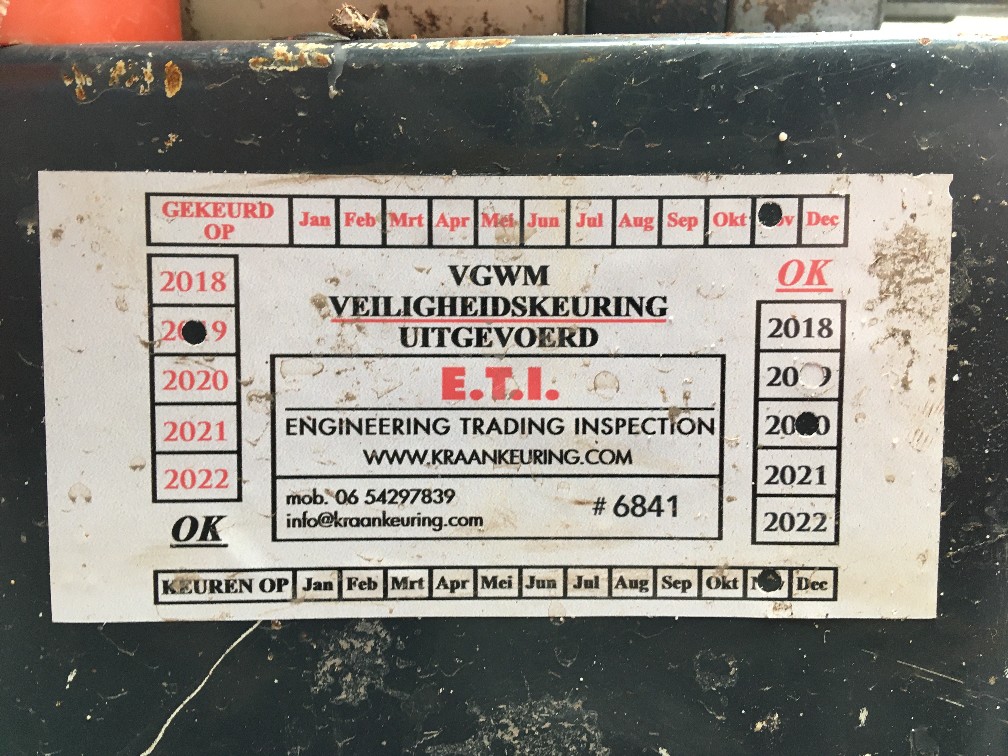 GEKEURD OP Jan Feb Mrt Apr Mei Jun Jul Aug Sep Okt Dec
2018
2020
2021
2022
OK
VGWM
VEILIGHEIDSKEURING
UITGEVOERD
E.T.I.
ENGINEERING TRADING INSPECTION
WWW.KRAANKEURING.COM
mob. 06 54297839
info@kraankeuring.com
#6841
OK
2018
2021
2022
KEUREN OP Jan Feb Mrt Apr Mei Jun Jul Aug Sep Okt Dec